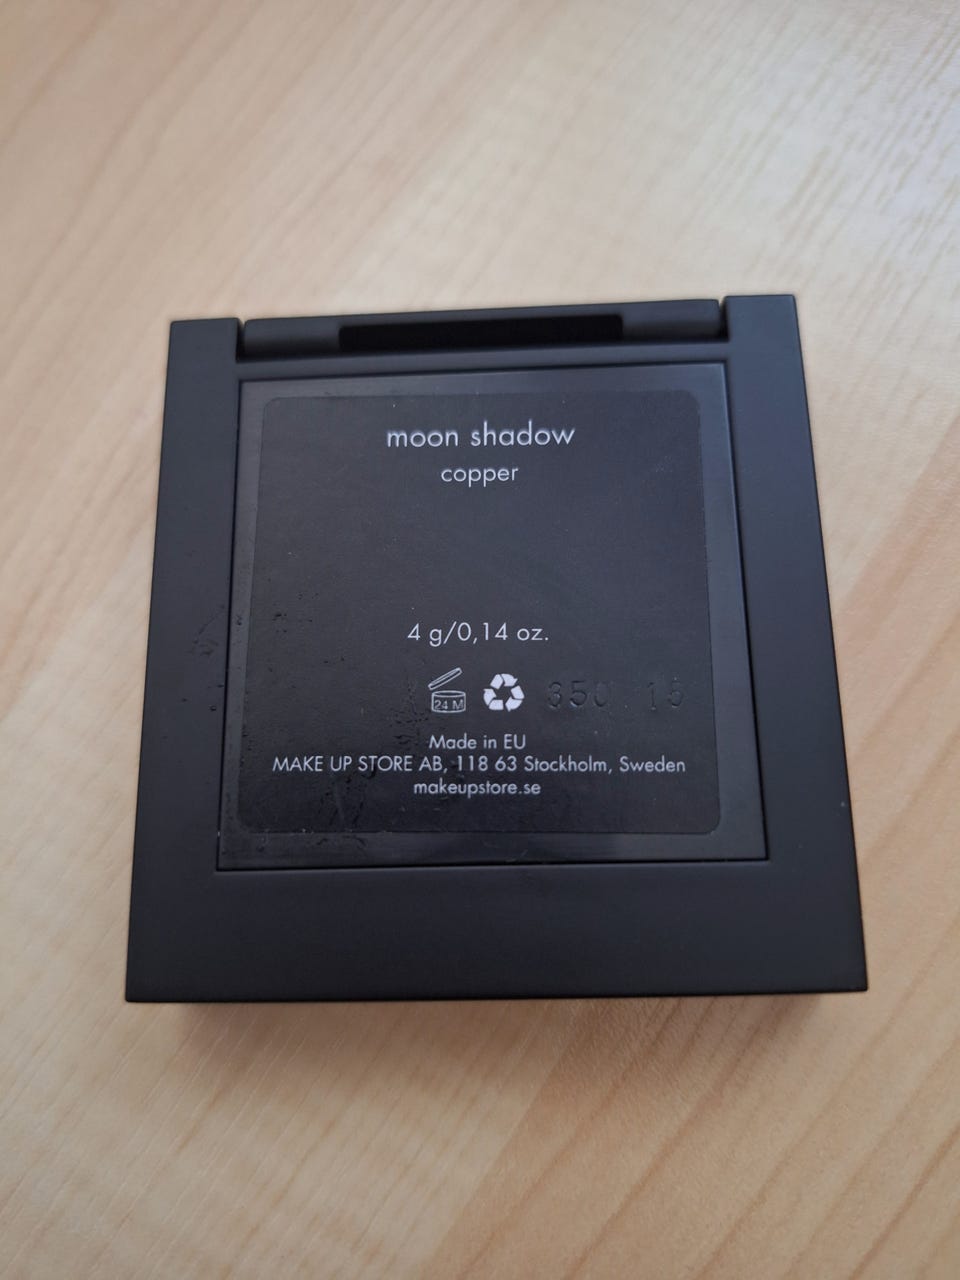 moon shadow
copper
4 g/0,14 oz.
24 M
Made in EU
MAKE UP STORE AB, 118 63 Stockholm, Sweden
makeupstore.se